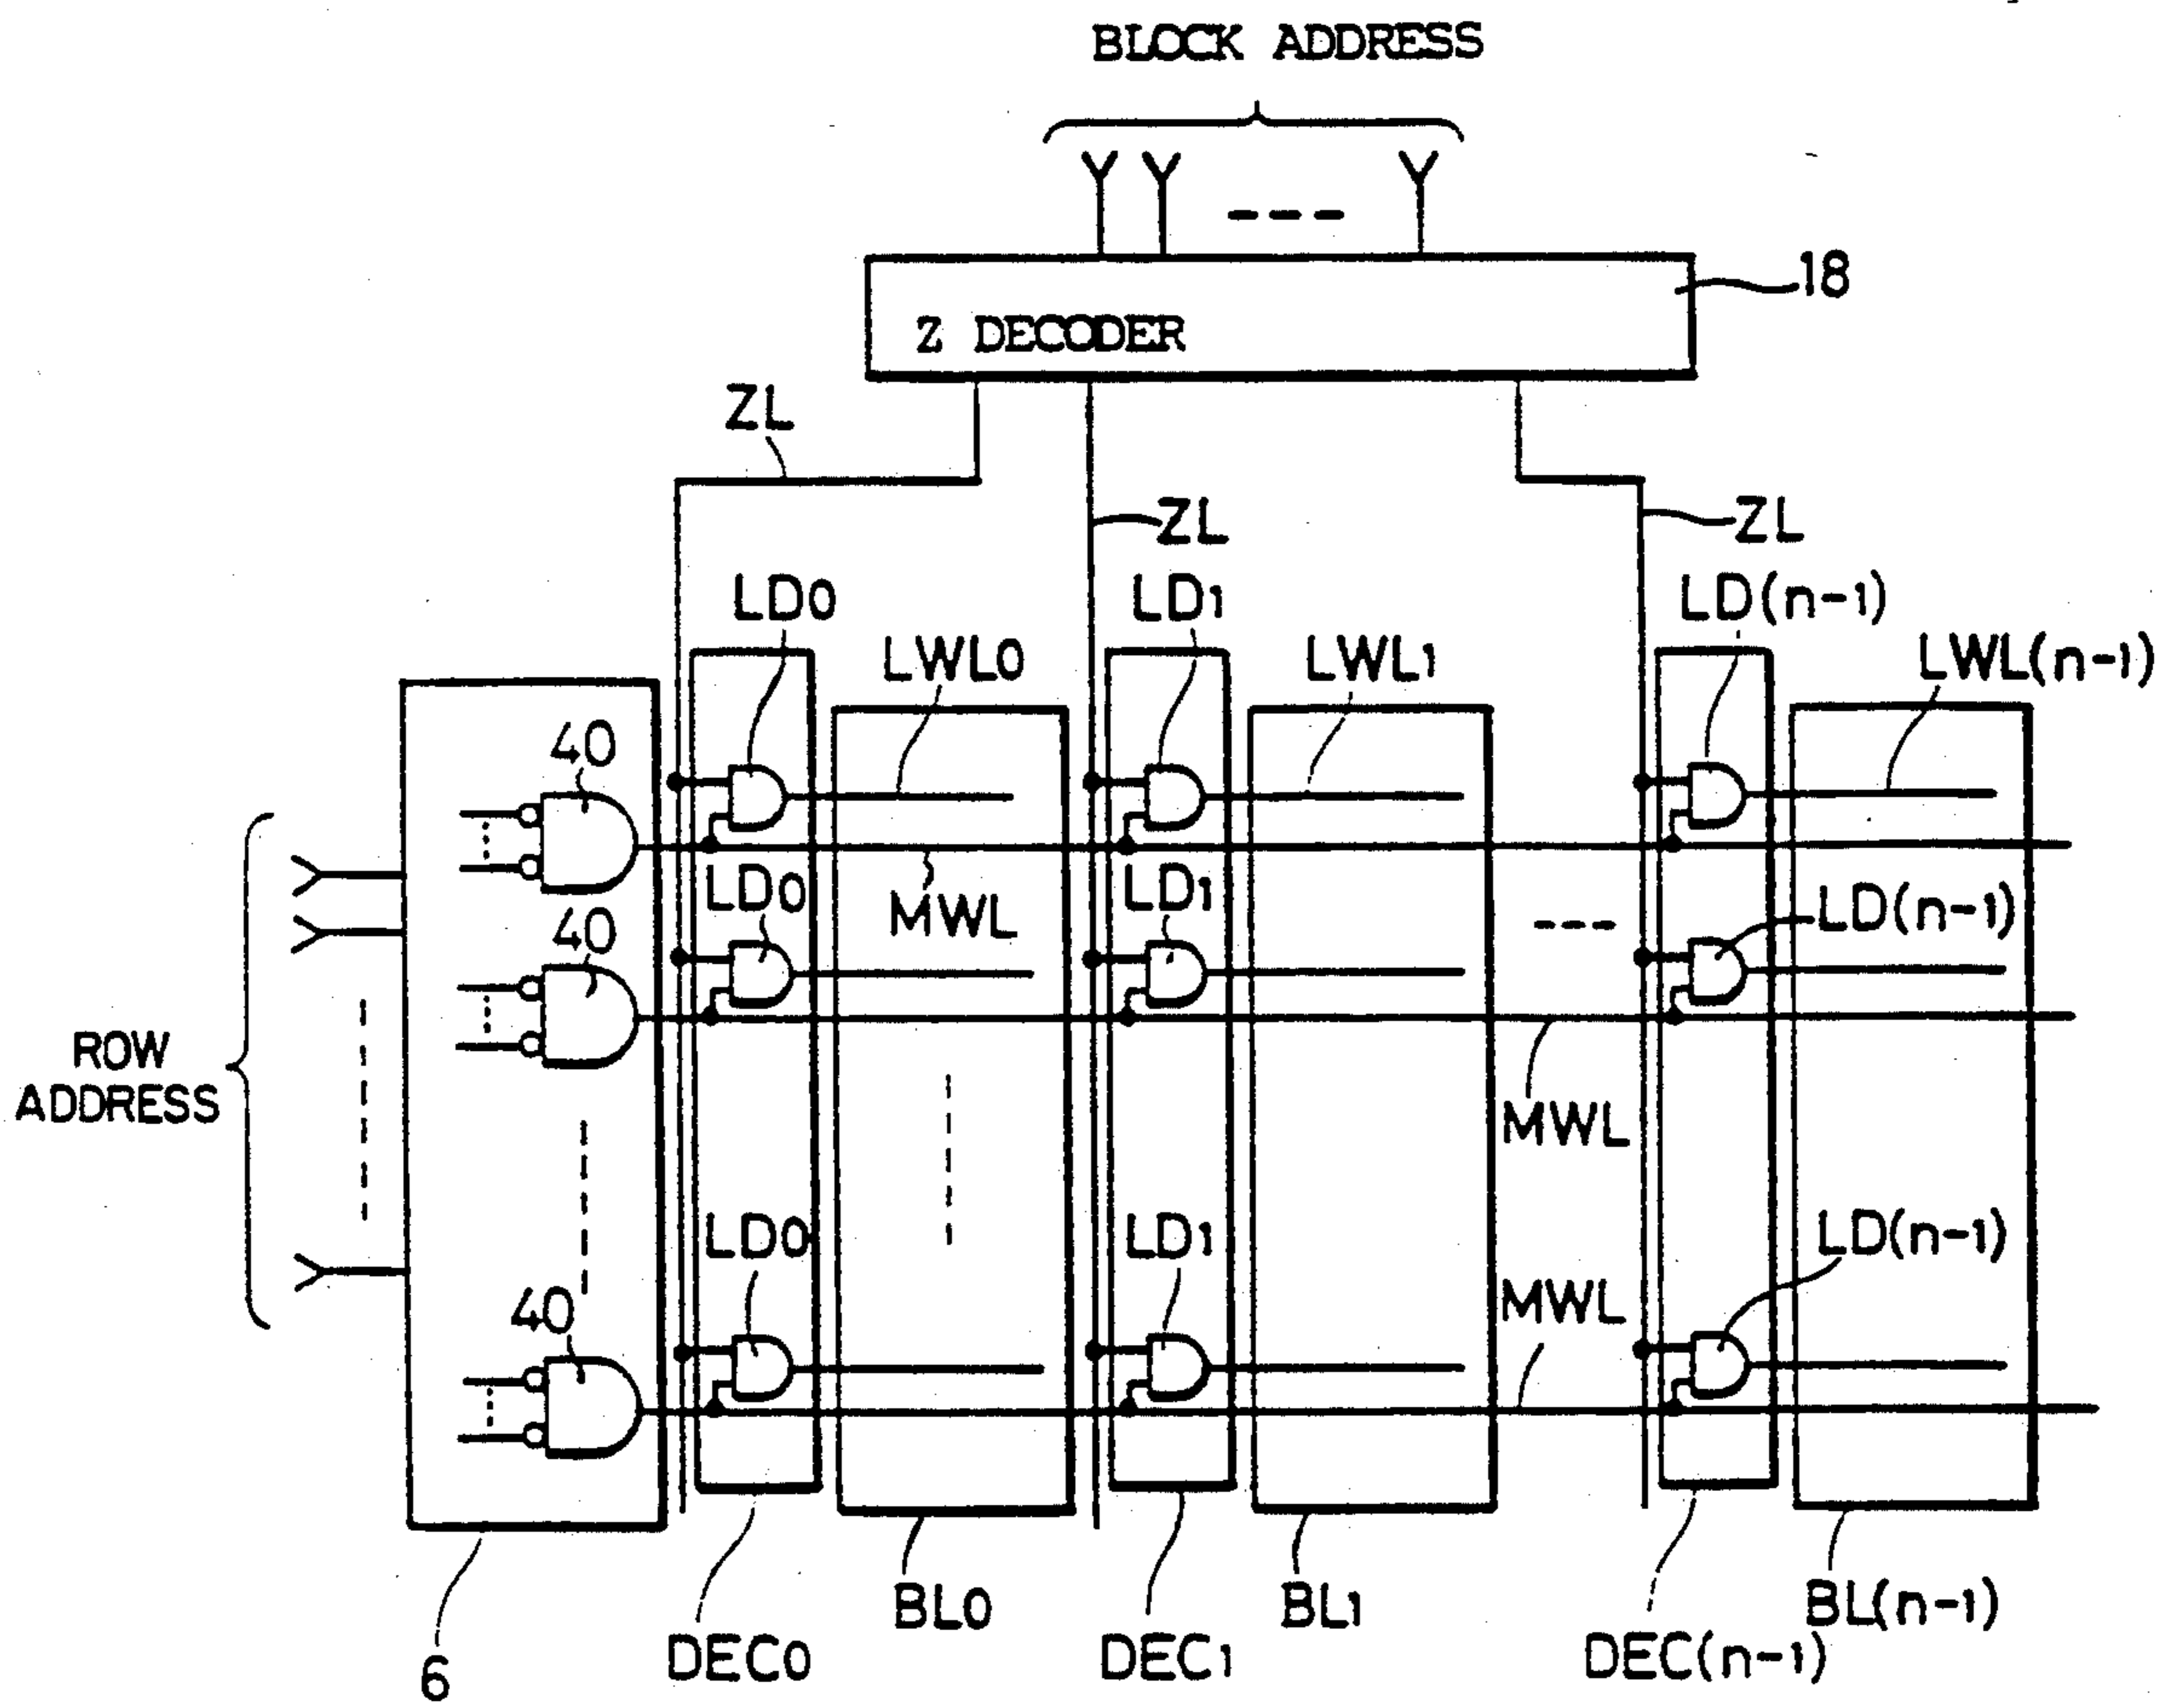 BLOCK ADDRESS
18
Z DECODER
ZL
ZL
ZL
LD0
LD1
LD(n-1)
LWL0
LWL1
LWL(n-1)
40
LD0
MWL
LD1
LD(n-1)
40
ROW
ADDRESS
MWL
LD0
LD1
LD(n-1)
40
MWL
BL0
BL1
BL(n-1)
6
DEC0
DEC1
DEC(n-1)